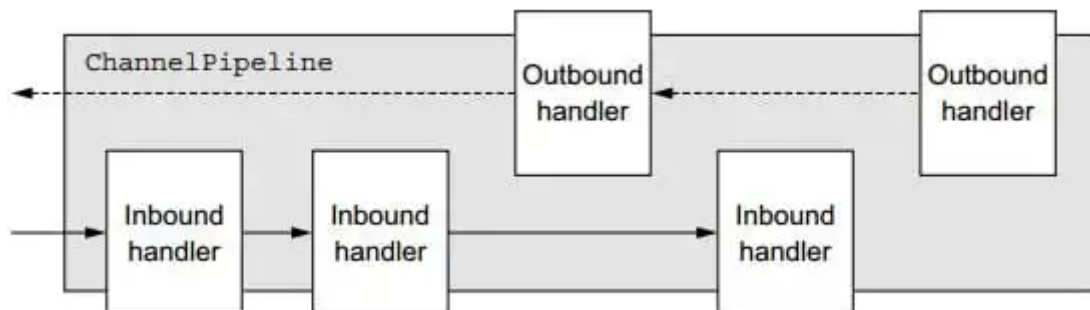 ChannelPipeline
Outbound
handler
Outbound
handler
Inbound
handler
Inbound
handler
Inbound
handler